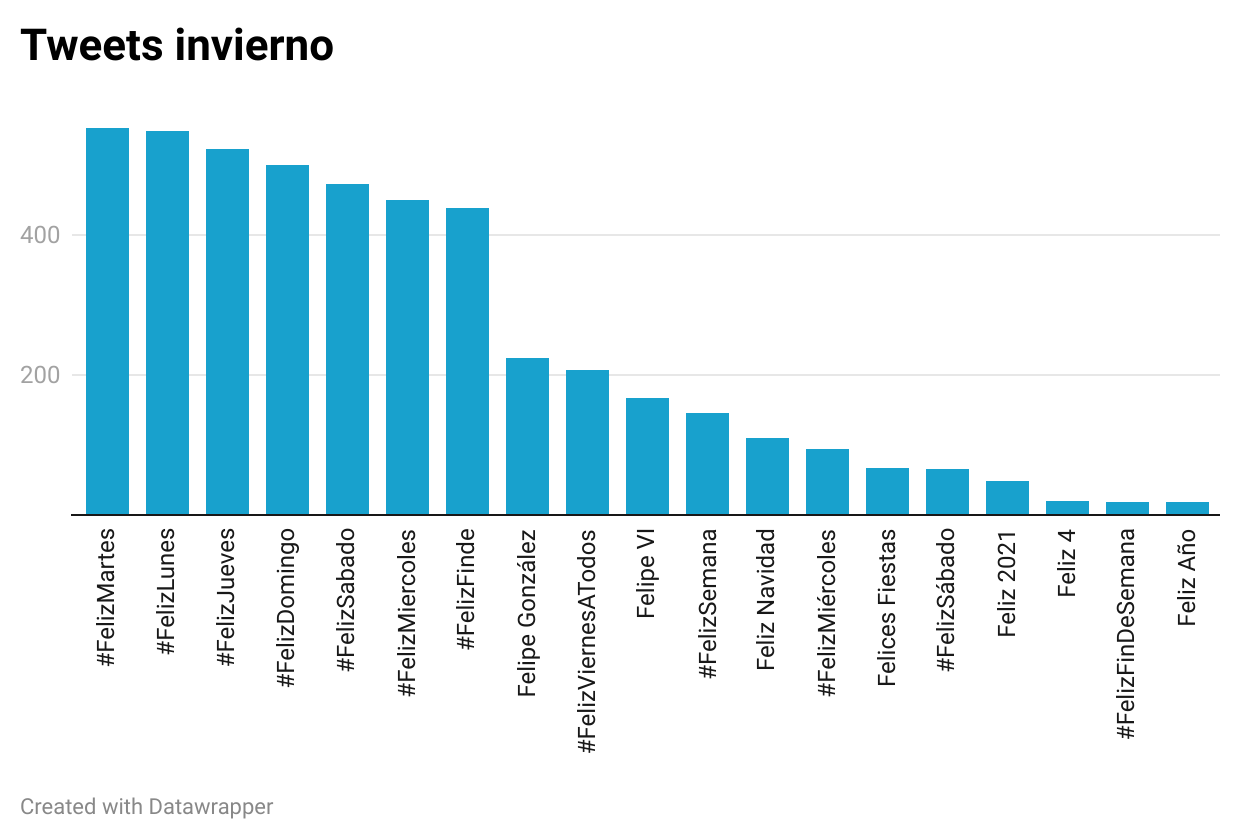 Tweets invierno
400
200
#FelizMartes
#FelizLunes
#FelizJueves
#FelizDomingo
#FelizSabado
#FelizMiercoles
#FelizFinde
Felipe González
#FelizViernesATodos
Felipe VI
#FelizSemana
Feliz Navidad
#FelizMiércoles
Felices Fiestas
#FelizSábado
Feliz 2021
Feliz 4
#FelizFinDeSemana
Feliz Año
Created with Datawrapper